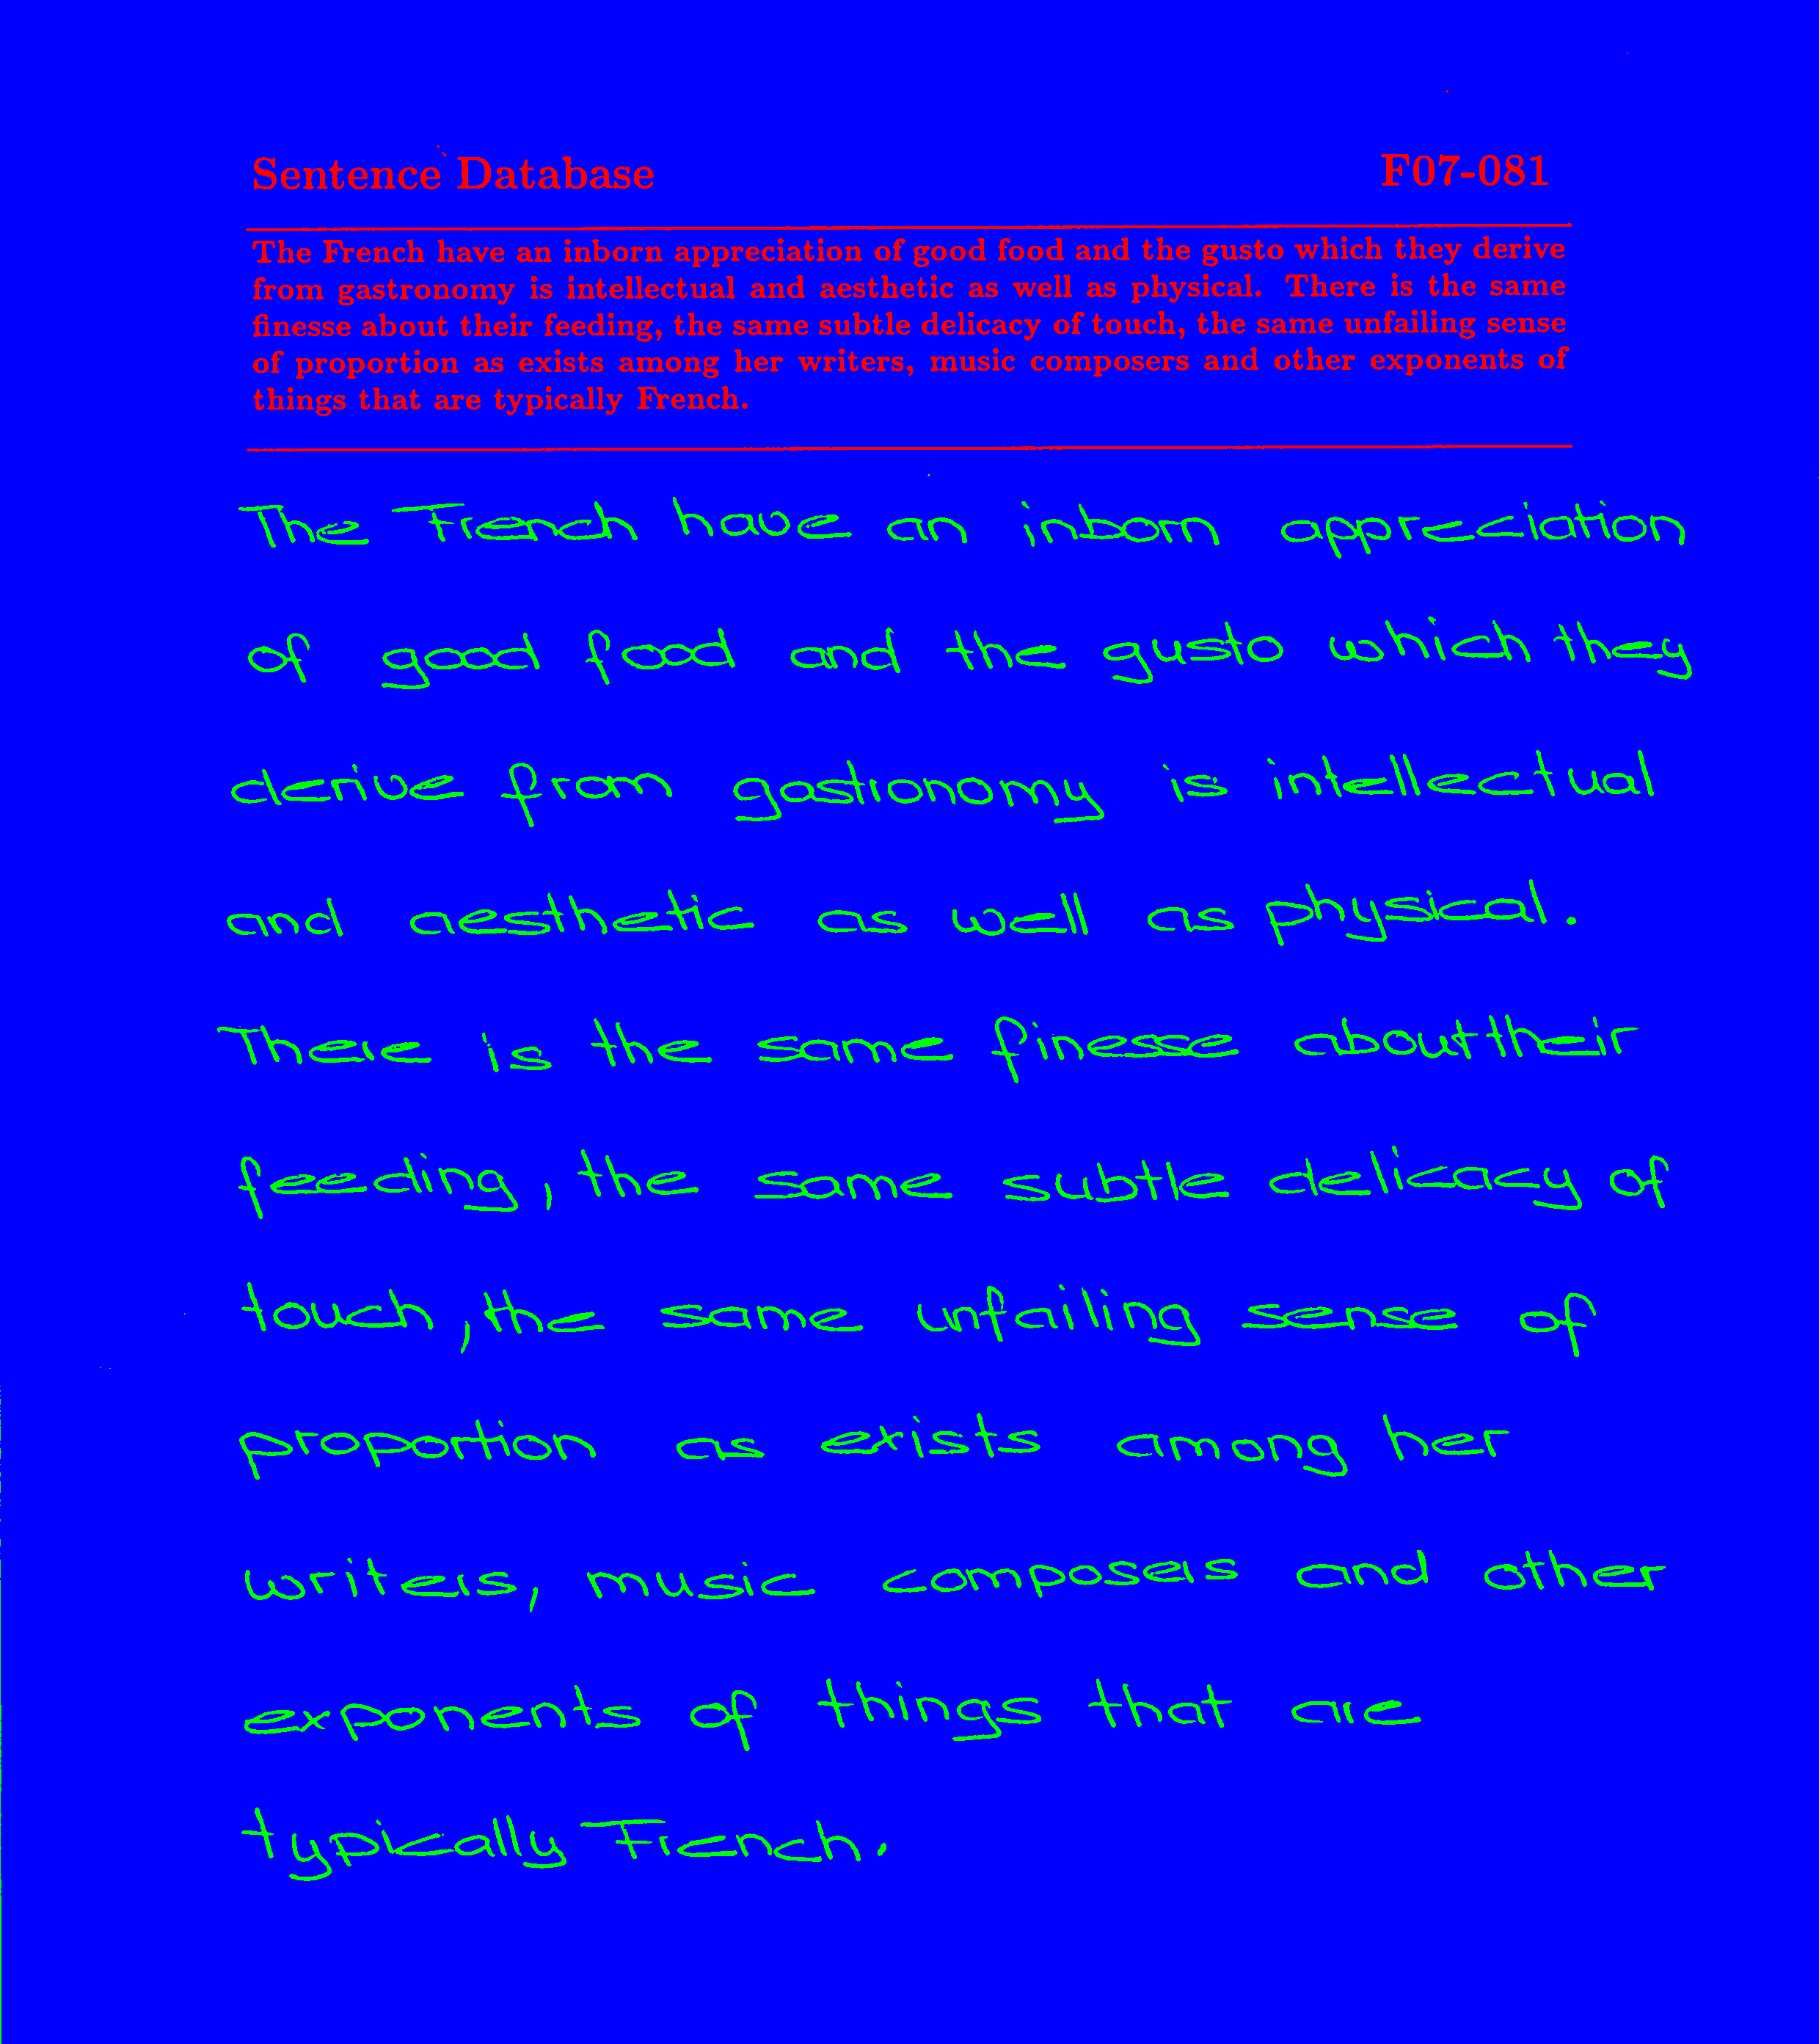 Sentence Database F07-081
The French have an inborn appreciation of good food and the gusto which they derive
from gastronomy is intellectual and aesthetic as well as physical. There is the same
finesse about their feeding, the same subtle delicacy of touch, the same unfailing sense
of proportion as exists among her writers, music composers and other exponents of
things that are typically French.
The French have an inborn appreciation
of good food and the gusto which they
derive from gastronomy is intellectual
and aesthetic as well as physical.
There is the same finesse about their
feeding, the same subtle delicacy of
touch, the same unfailing sense of
proportion as exists among her
writers, music composers and other
exponents of things that are
typically French.